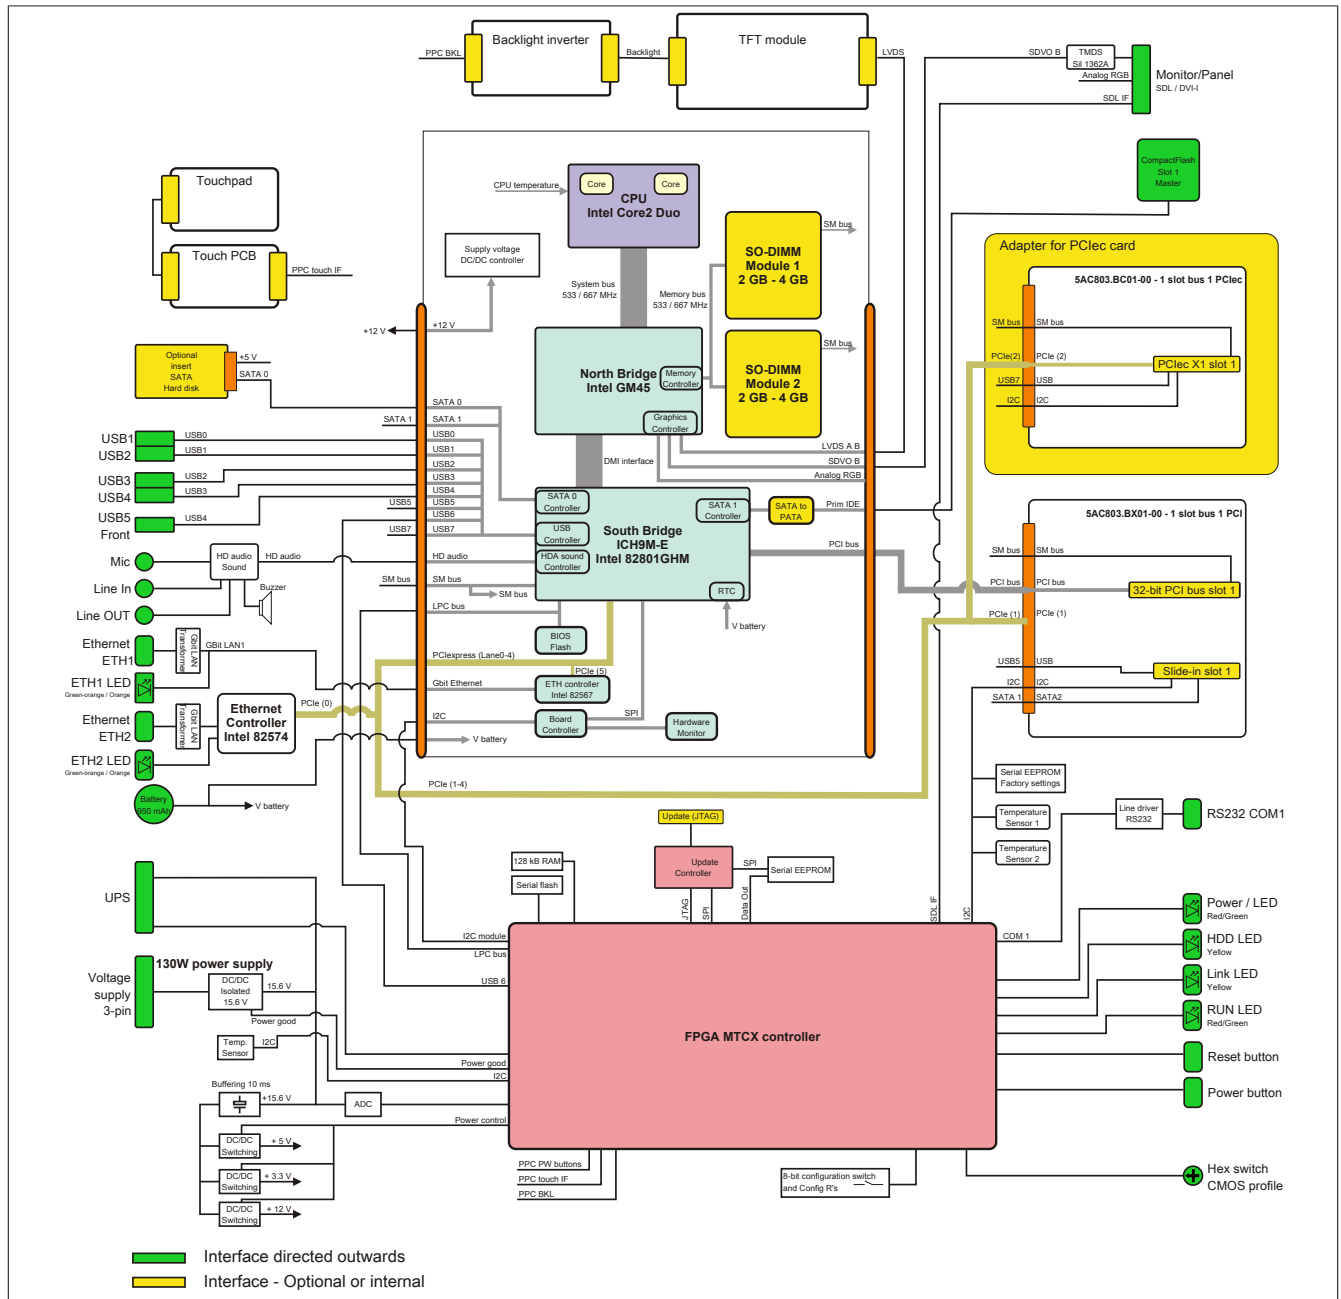 Backlight inverter
TFT module
PPC BKL
Backlight
LVDS
SDVO B
TMDS
Sil 1362A
Analog RGB
SDL IF
Monitor/Panel
SDL / DVI-I
CompactFlash
Slot 1
Master
Touchpad
Touch PCB
PPC touch IF
CPU temperature
Core
Core
CPU
Intel Core2 Duo
Supply voltage
DC/DC controller
System bus
533 / 667 MHz
Memory bus
533 / 667 MHz
SO-DIMM
Module 1
2 GB - 4 GB
SM bus
SO-DIMM
Module 2
2 GB - 4 GB
SM bus
+12 V
+12 V
North Bridge
Intel GM45
Memory
Controller
Graphics
Controller
LVDS A B
SDVO B
Analog RGB
DMI interface
Optional
insert
SATA
Hard disk
+5 V
SATA 0
SATA 0
SATA 1
SATA 1
USB1
USB0
USB0
USB2
USB1
USB1
USB3
USB2
USB2
USB4
USB3
USB3
USB5
Front
USB4
USB4
USB5
USB5
USB6
USB7
USB7
SATA 0
Controller
USB
Controller
HDA sound
Controller
South Bridge
ICH9M-E
Intel 82801GHM
SATA 1
Controller
RTC
SATA to
PATA
Prim IDE
PCI bus
V battery
Mic
HD audio
Sound
HD audio
HD audio
Line In
Buzzer
Line OUT
SM bus
SM bus
SM bus
LPC bus
BIOS
Flash
Ethernet
ETH1
Gbit LAN
Transformer
GBit LAN1
PCIexpress (Lane0-4)
PCIe (5)
Gbit Ethernet
ETH controller
Intel 82567
ETH1 LED
Green-orange / Orange
Ethernet
ETH2
Gbit LAN
Transformer
Ethernet
Controller
Intel 82574
PCIe (0)
I2C
Board
Controller
SPI
Hardware
Monitor
V battery
ETH2 LED
Green-orange / Orange
PCIe (1-4)
Battery
950 mAh
V battery
Adapter for PCIec card
5AC803.BC01-00 - 1 slot bus 1 PCIec
SM bus
SM bus
PCIe(2)
PCIe (2)
PCIec X1 slot 1
USB7
USB
I2C
I2C
5AC803.BX01-00 - 1 slot bus 1 PCI
SM bus
SM bus
PCI bus
PCI bus
32-bit PCI bus slot 1
PCIe (1)
PCIe (1)
USB5
USB
Slide-in slot 1
I2C
I2C
SATA 1
SATA2
Serial EEPROM
Factory settings
Temperature
Sensor 1
Temperature
Sensor 2
Line driver
RS232
RS232 COM1
Update (JTAG)
Update
Controller
SPI
Serial EEPROM
JTAG
SPI
Data Out
SDL IF
I2C
128 kB RAM
Serial flash
I2C module
LPC bus
USB 6
COM 1
FPGA MTCX controller
UPS
Voltage
supply
3-pin
130W power supply
DC/DC
Isolated
15.6 V
15.6 V
Power good
Temp.
Sensor
I2C
Power good
I2C
Buffering 10 ms
+15.6 V
ADC
Power control
DC/DC
Switching
+ 5 V
DC/DC
Switching
+ 3.3 V
DC/DC
Switching
+ 12 V
PPC PW buttons
PPC touch IF
PPC BKL
8-bit configuration switch
and Config R's
Power / LED
Red/Green
HDD LED
Yellow
Link LED
Yellow
RUN LED
Red/Green
Reset button
Power button
Hex switch
CMOS profile
Interface directed outwards
Interface - Optional or internal